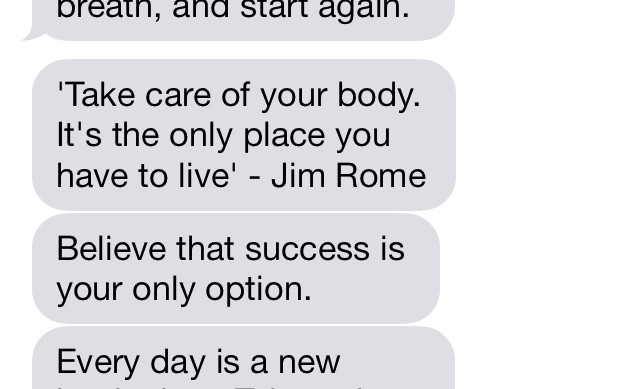 breath, and start again.
'Take care of your body.
It's the only place you
have to live' - Jim Rome
Believe that success is
your only option.
Every day is a new